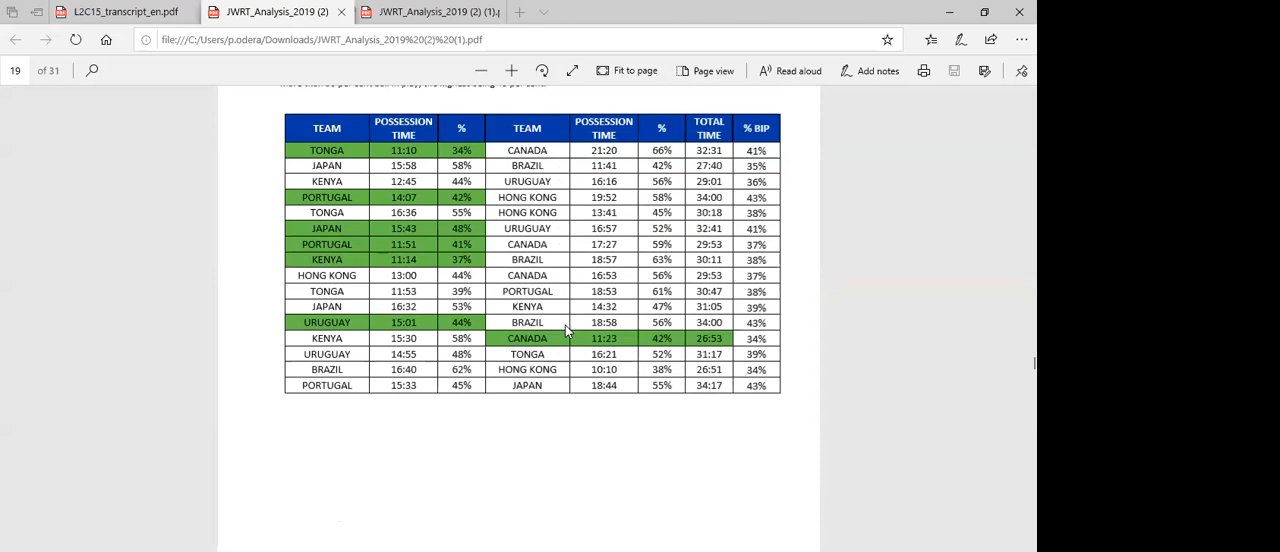 L2C15_transcript_en.pdf
JWRT_Analysis_2019 (2)
JWRT_Analysis_2019 (2) (1).p
file:///C:/Users/p.odera/Downloads/JWRT_Analysis_2019%20(2)%20(1).pdf
19 of 31 Fit to page Page view Read aloud Add notes
TEAM POSSESSION TIME % TEAM POSSESSION TIME % TOTAL TIME % BIP
TONGA 11:10 34% CANADA 21:20 66% 32:31 41%
JAPAN 15:58 58% BRAZIL 11:41 42% 27:40 35%
KENYA 12:45 44% URUGUAY 16:16 56% 29:01 36%
PORTUGAL 14:07 42% HONG KONG 19:52 58% 34:00 43%
TONGA 16:36 55% HONG KONG 13:41 45% 30:18 38%
JAPAN 15:43 48% URUGUAY 16:57 52% 32:41 41%
PORTUGAL 11:51 41% CANADA 17:27 59% 29:53 37%
KENYA 11:14 37% BRAZIL 18:57 63% 30:11 38%
HONG KONG 13:00 44% CANADA 16:53 56% 29:53 37%
TONGA 11:53 39% PORTUGAL 18:53 61% 30:47 38%
JAPAN 16:32 53% KENYA 14:32 47% 31:05 39%
URUGUAY 15:01 44% BRAZIL 18:58 56% 34:00 43%
KENYA 15:30 58% CANADA 11:23 42% 26:53 34%
URUGUAY 14:55 48% TONGA 16:21 52% 31:17 39%
BRAZIL 16:40 62% HONG KONG 10:10 38% 26:51 34%
PORTUGAL 15:33 45% JAPAN 18:44 55% 34:17 43%